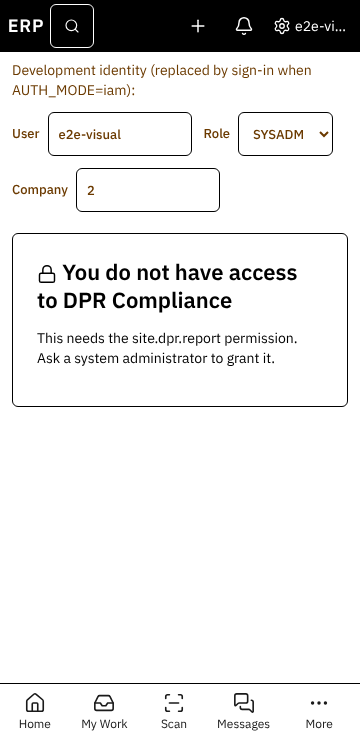 ERP
e2e-vi...
Development identity (replaced by sign-in when
AUTH_MODE=iam):
User e2e-visual Role SYSADM
Company 2
You do not have access
to DPR Compliance
This needs the site.dpr.report permission.
Ask a system administrator to grant it.
Home My Work Scan Messages More